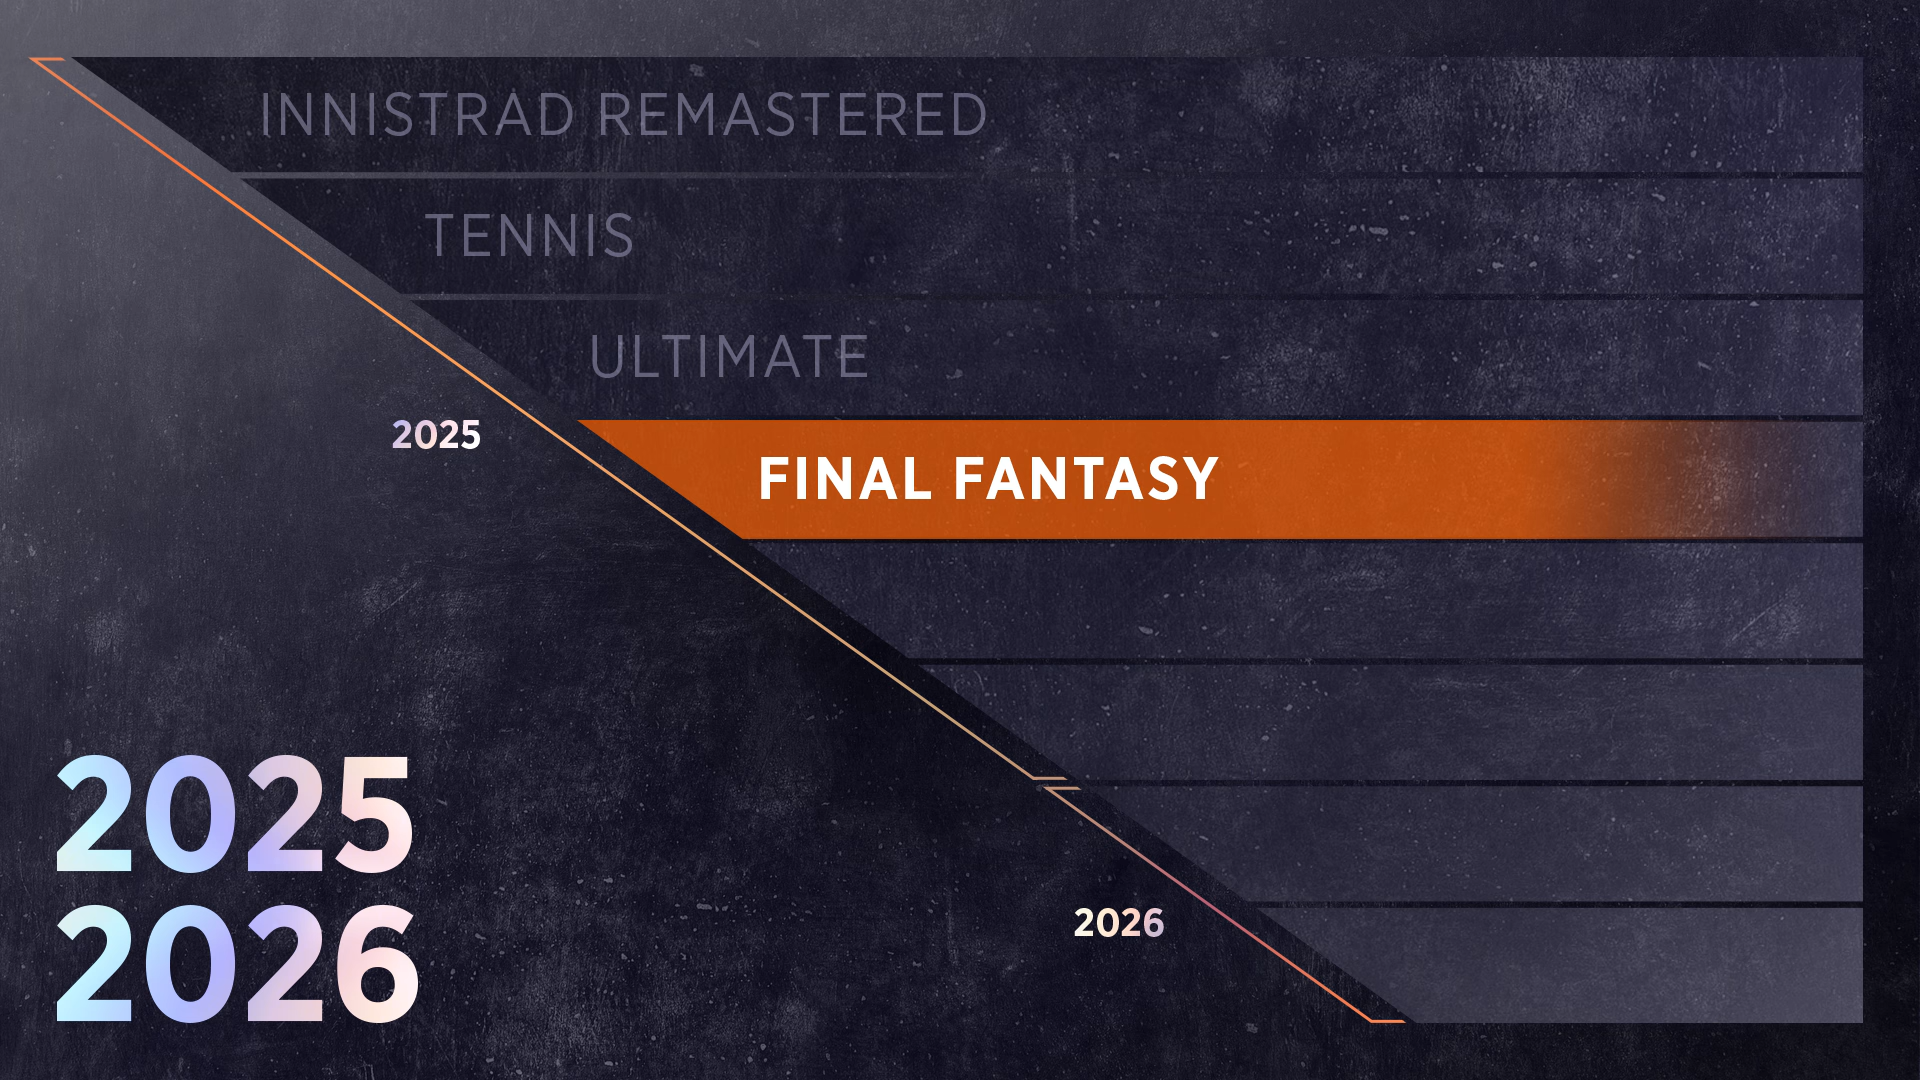 INNISTRAD REMASTERED
TENNIS
ULTIMATE
2025
FINAL FANTASY
2026
2025
2026